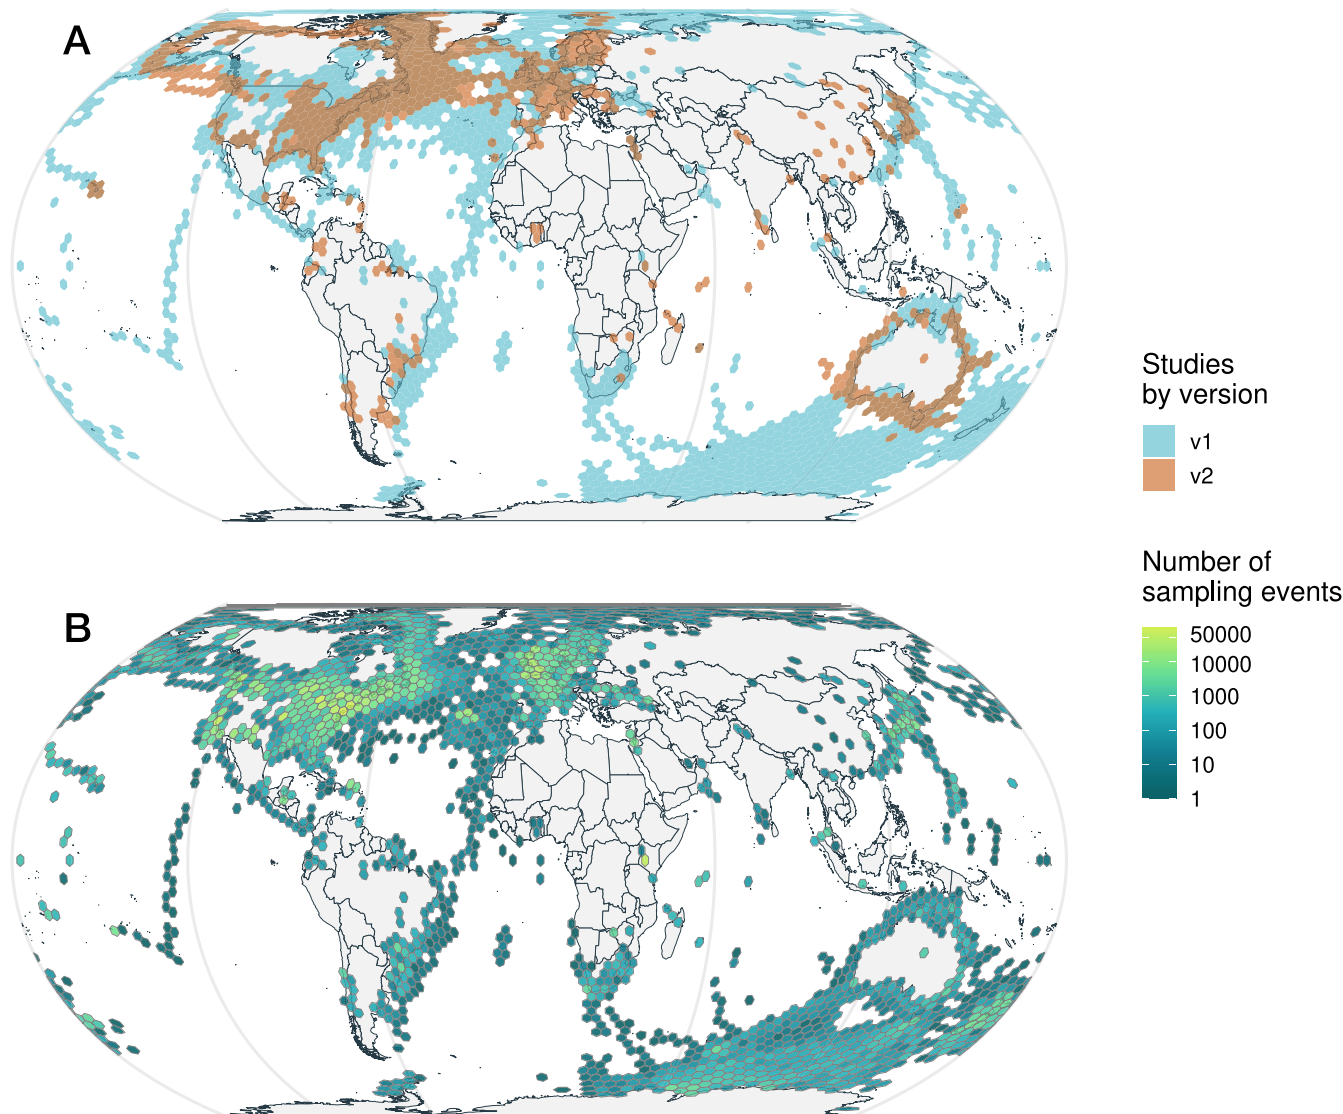 A
Studies
by version
v1
v2
B
Number of
sampling events
50000
10000
1000
100
10
1